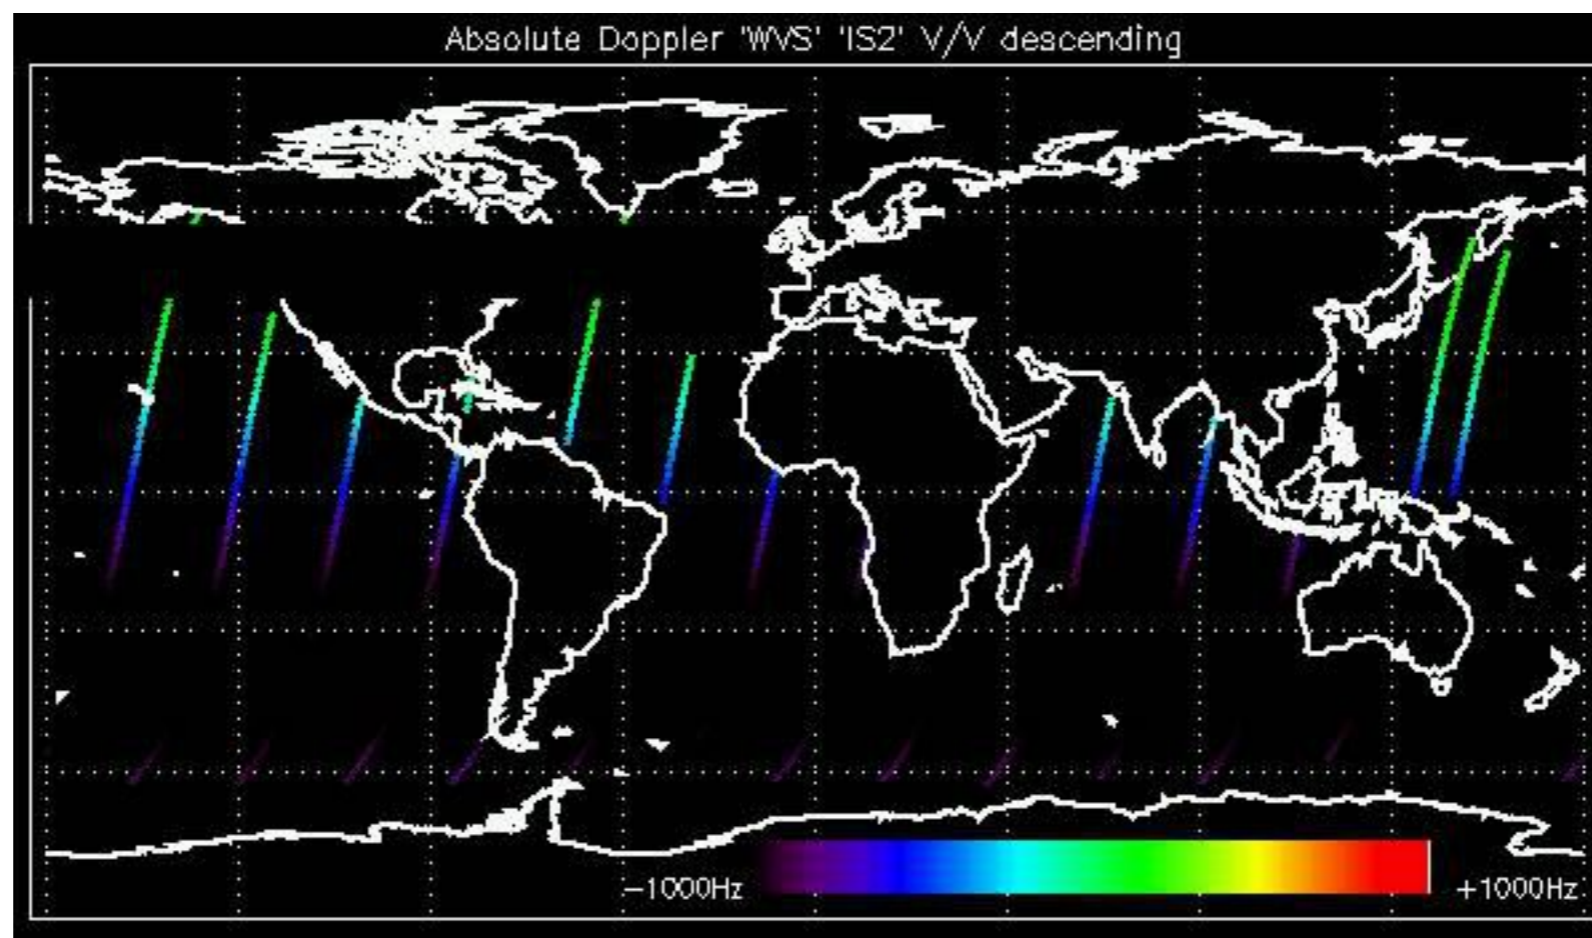 Absolute Doppler 'WVS' 'IS2' V/V descending
-1000Hz +1000Hz